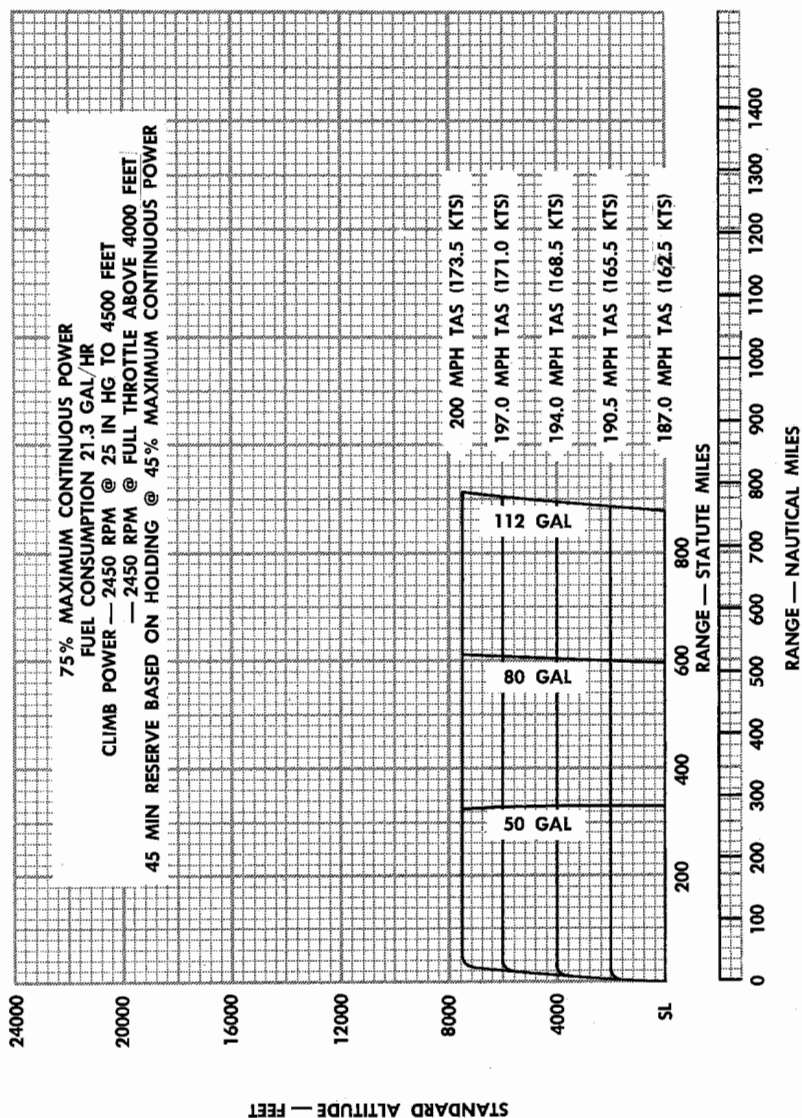 75% MAXIMUM CONTINUOUS POWER
FUEL CONSUMPTION 21.3 GAL/HR
CLIMB POWER — 2450 RPM @ 25 IN HG TO 4500 FEET
— 2450 RPM @ FULL THROTTLE ABOVE 4000 FEET
45 MIN RESERVE BASED ON HOLDING @ 45% MAXIMUM CONTINUOUS POWER
STANDARD ALTITUDE — FEET
24000
20000
16000
12000
8000
4000
SL
200 MPH TAS (173.5 KTS)
197.0 MPH TAS (171.0 KTS)
194.0 MPH TAS (168.5 KTS)
190.5 MPH TAS (165.5 KTS)
187.0 MPH TAS (162.5 KTS)
50 GAL
80 GAL
112 GAL
200 400 600 800
RANGE — STATUTE MILES
0 100 200 300 400 500 600 700 800 900 1000 1100 1200 1300 1400
RANGE — NAUTICAL MILES